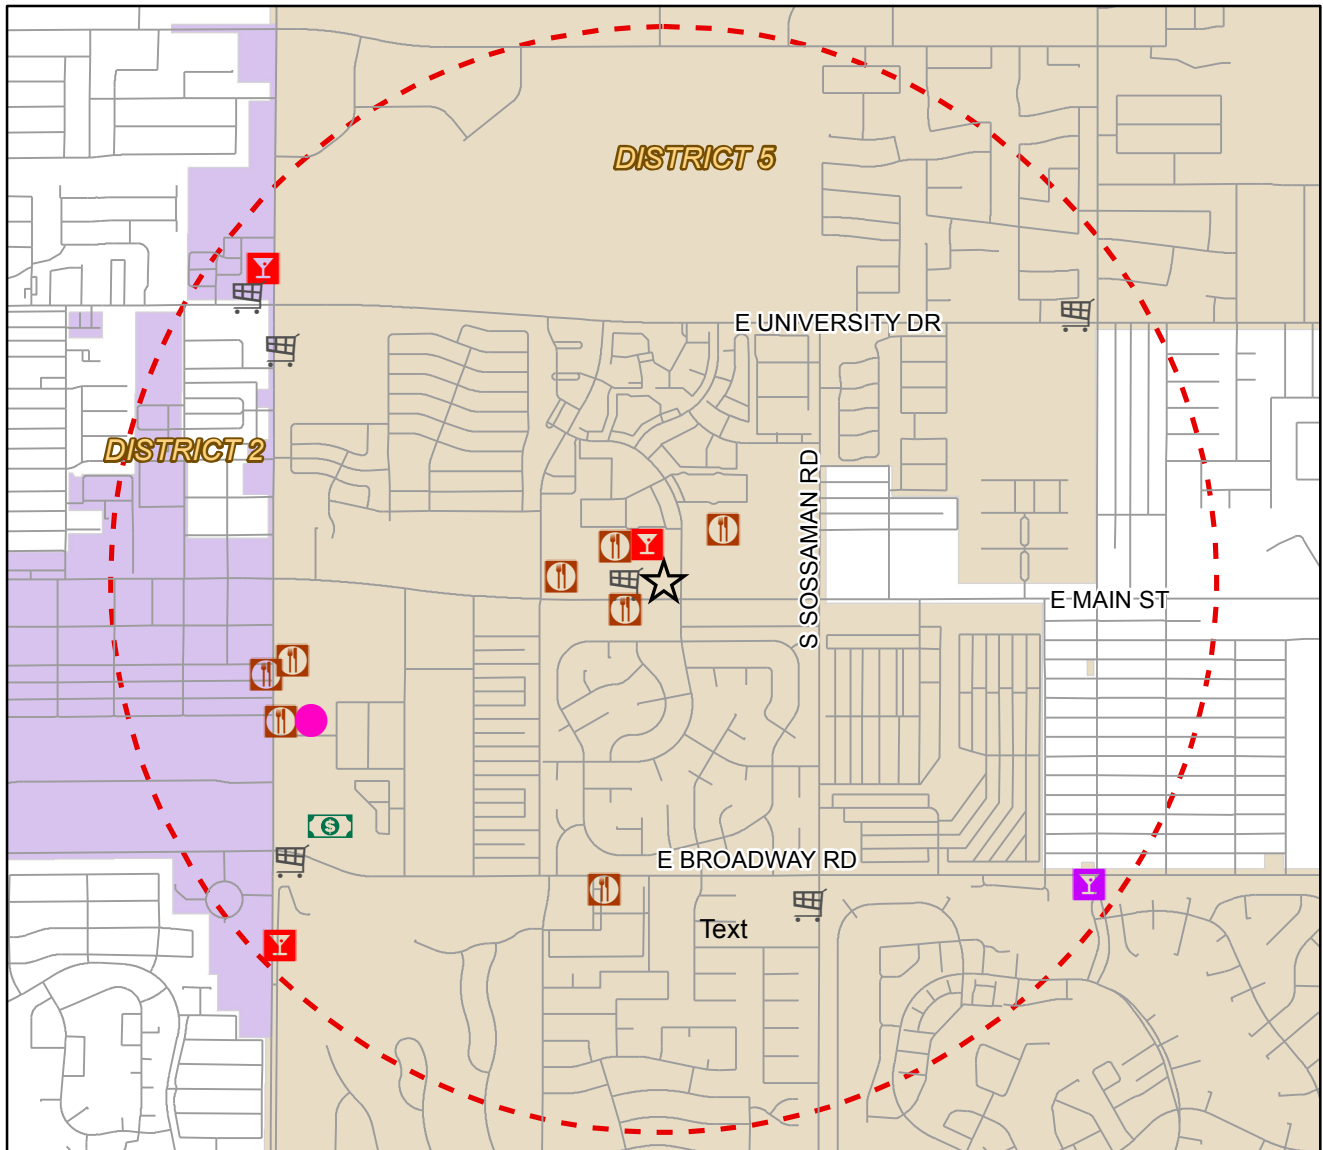 DISTRICT 5
E UNIVERSITY DR
DISTRICT 2
S SOSSAMAN RD
E MAIN ST
E BROADWAY RD
Text
$